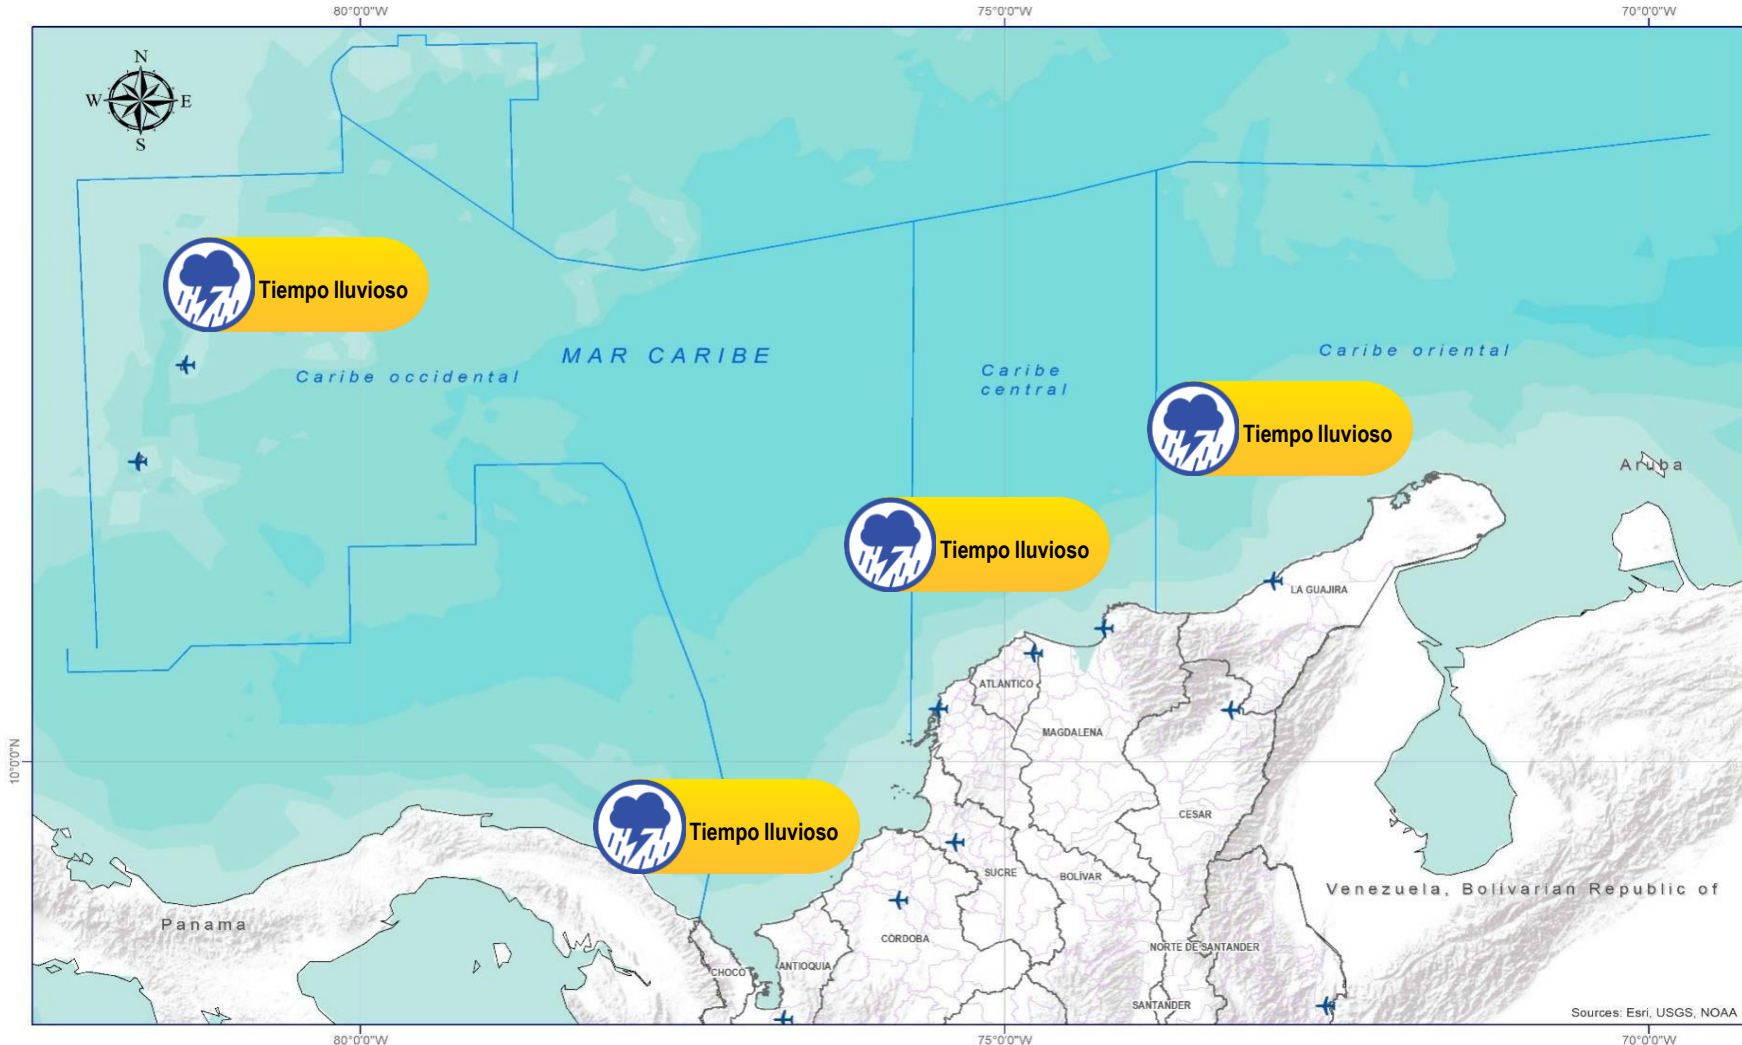 80°0'0"W
75°0'0"W
70°0'0"W
N
W
E
S
Tiempo lluvioso
MAR CARIBE
Caribe occidental
Caribe
central
Caribe oriental
Tiempo lluvioso
Aruba
Tiempo lluvioso
LA GUAJIRA
ATLÁNTICO
MAGDALENA
10°0'0"N
CESAR
Tiempo lluvioso
SUCRE
BOLÍVAR
Venezuela, Bolivarian Republic of
Panama
CÓRDOBA
NORTE DE SANTANDER
CHOCÓ
ANTIOQUIA
SANTANDER
Sources: Esri, USGS, NOAA
80°0'0"W
75°0'0"W
70°0'0"W